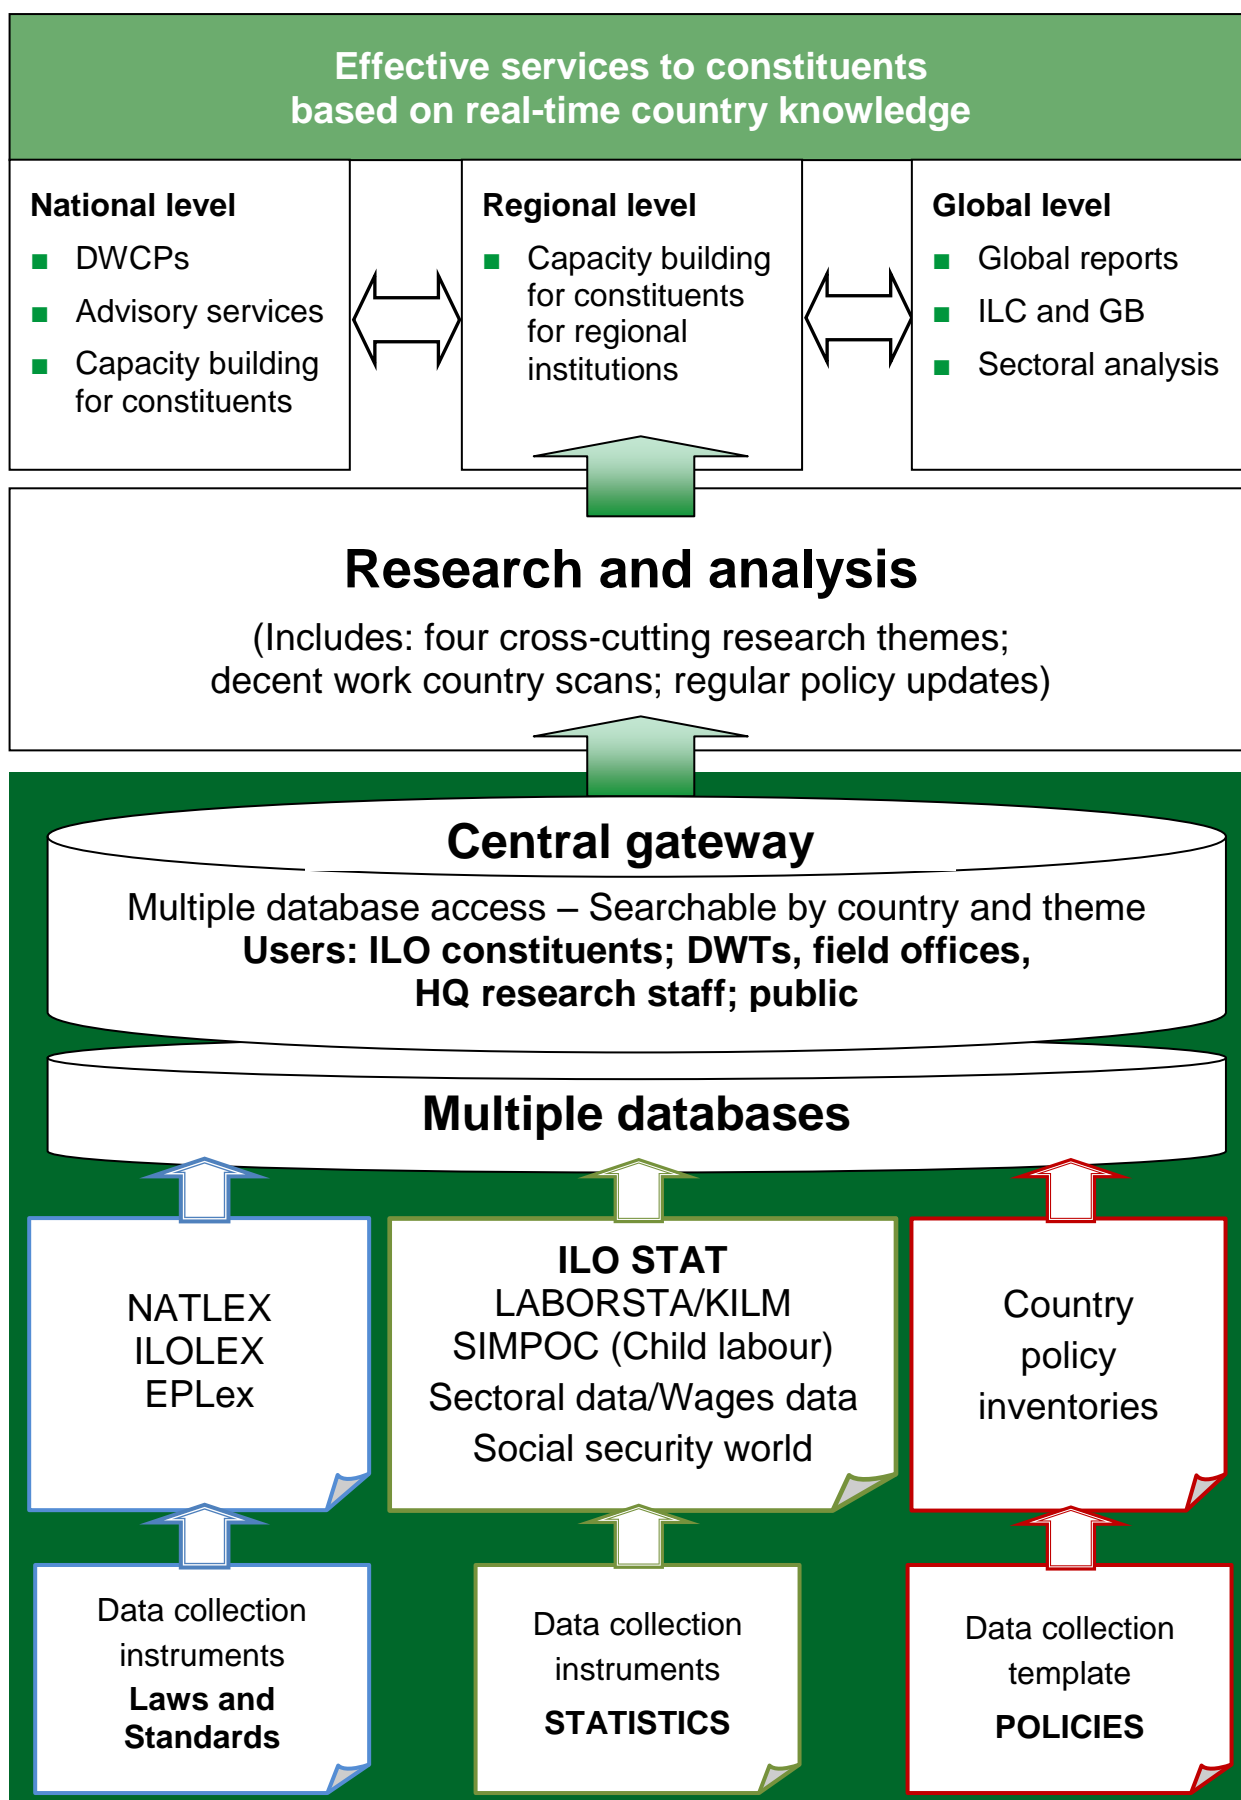 Effective services to constituents
based on real-time country knowledge
National level
DWCPs
Advisory services
Capacity building
for constituents
Regional level
Capacity building
for constituents
for regional
institutions
Global level
Global reports
ILC and GB
Sectoral analysis
Research and analysis
(Includes: four cross-cutting research themes;
decent work country scans; regular policy updates)
Central gateway
Multiple database access – Searchable by country and theme
Users: ILO constituents; DWTs, field offices,
HQ research staff; public
Multiple databases
NATLEX
ILOLEX
EPLex
ILO STAT
LABORSTA/KILM
SIMPOC (Child labour)
Sectoral data/Wages data
Social security world
Country
policy
inventories
Data collection
instruments
Laws and
Standards
Data collection
instruments
STATISTICS
Data collection
template
POLICIES